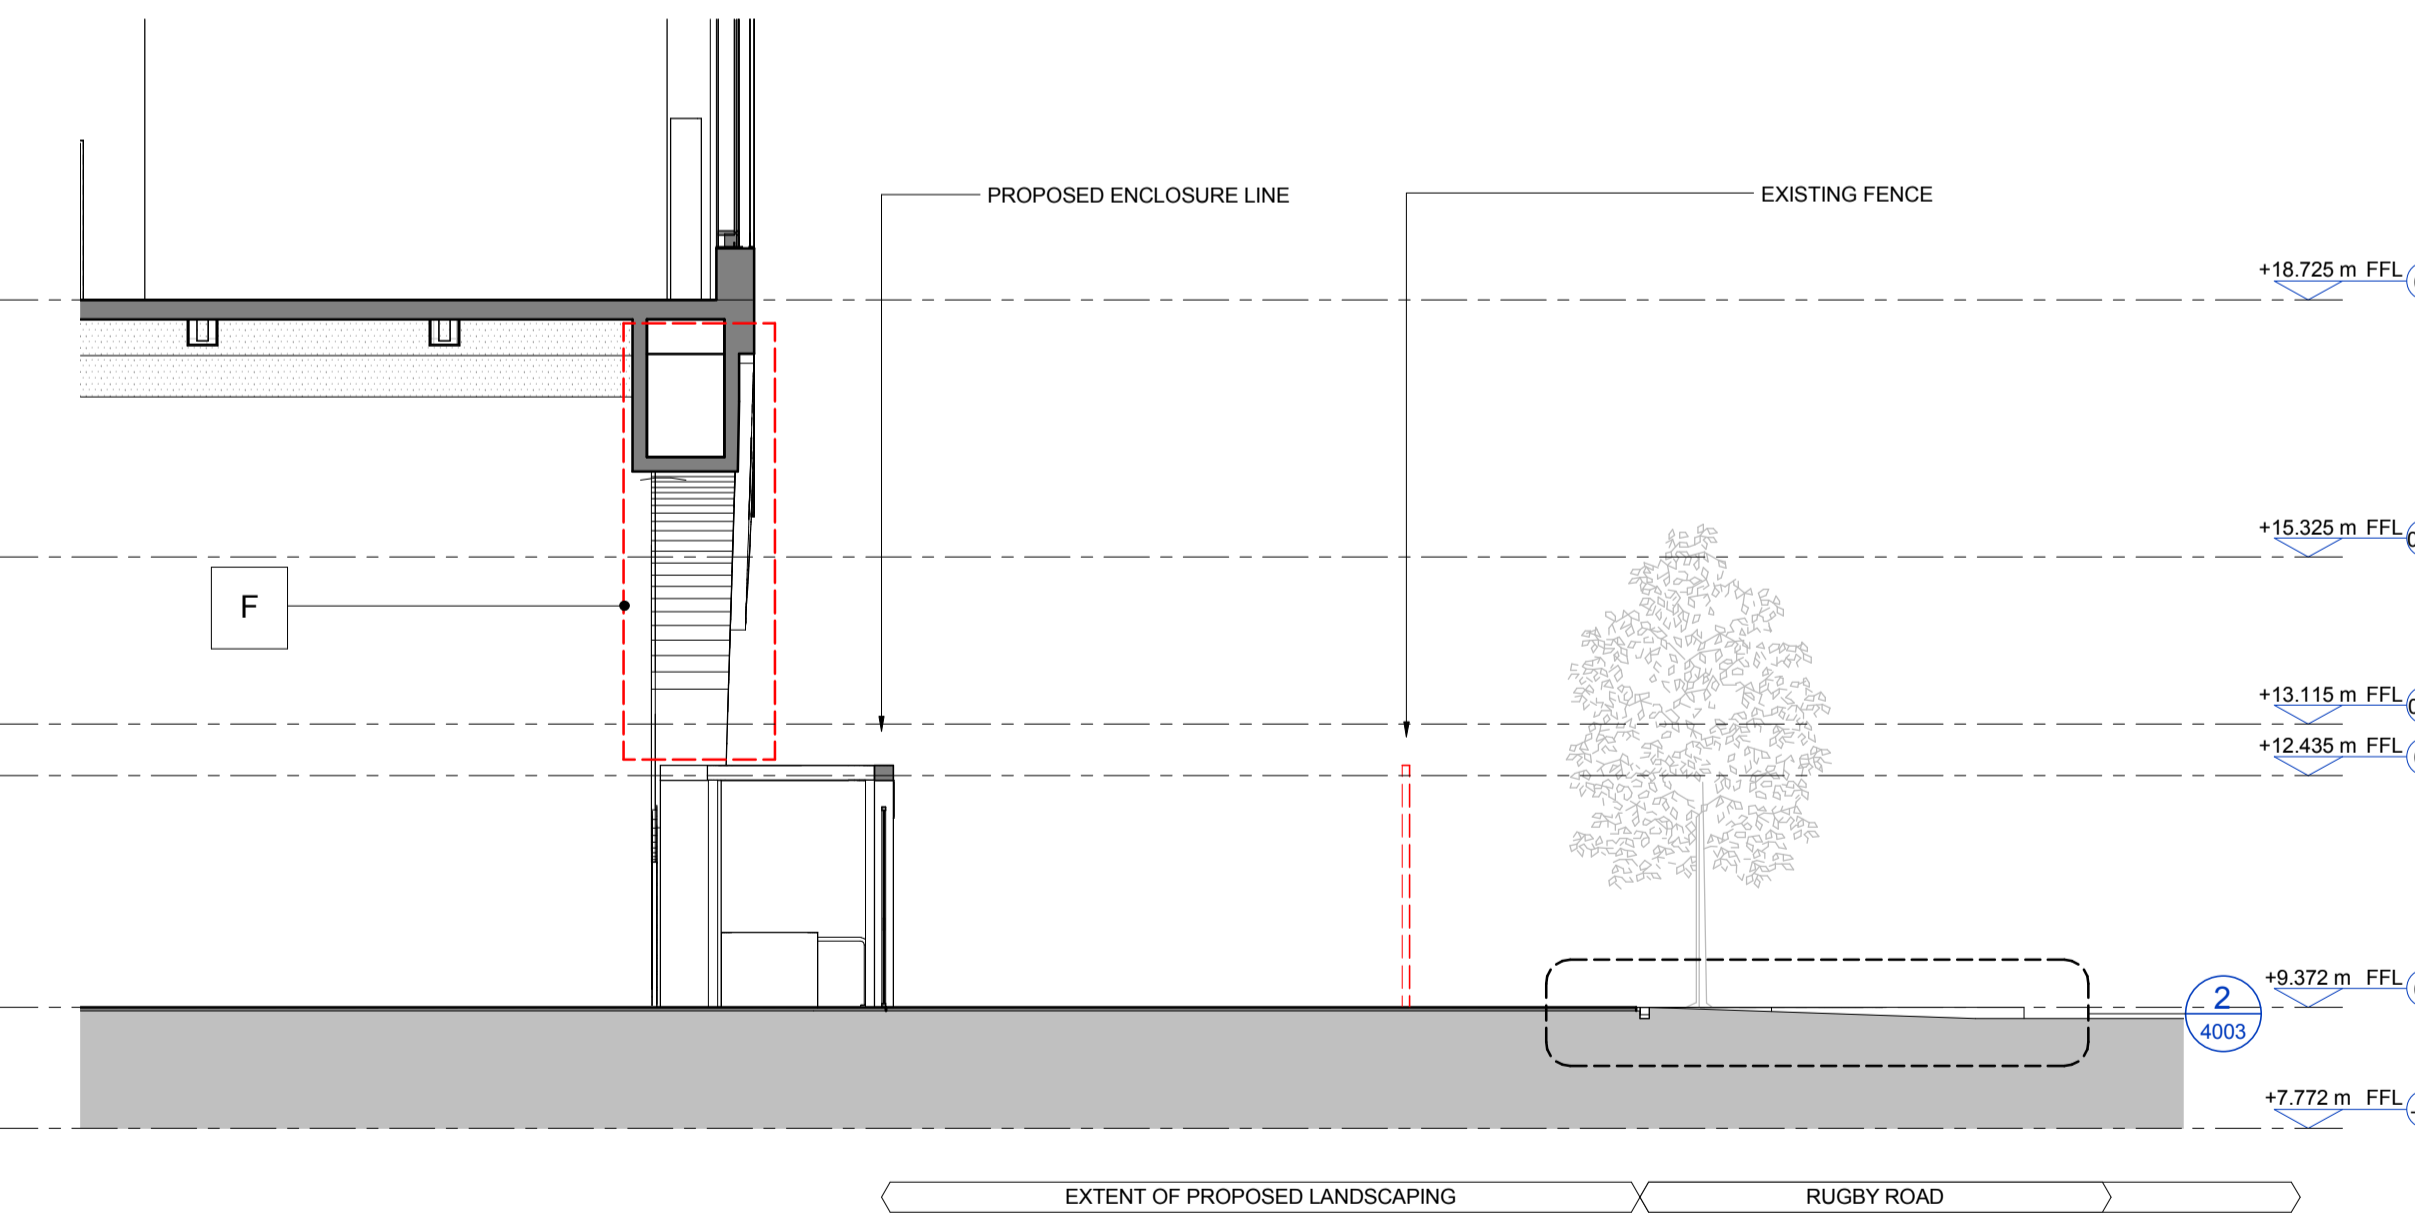 PROPOSED ENCLOSURE LINE
EXISTING FENCE
+18.725 m FFL
+15.325 m FFL
F
+13.115 m FFL
+12.435 m FFL
+9.372 m FFL
2
4003
+7.772 m FFL
EXTENT OF PROPOSED LANDSCAPING
RUGBY ROAD